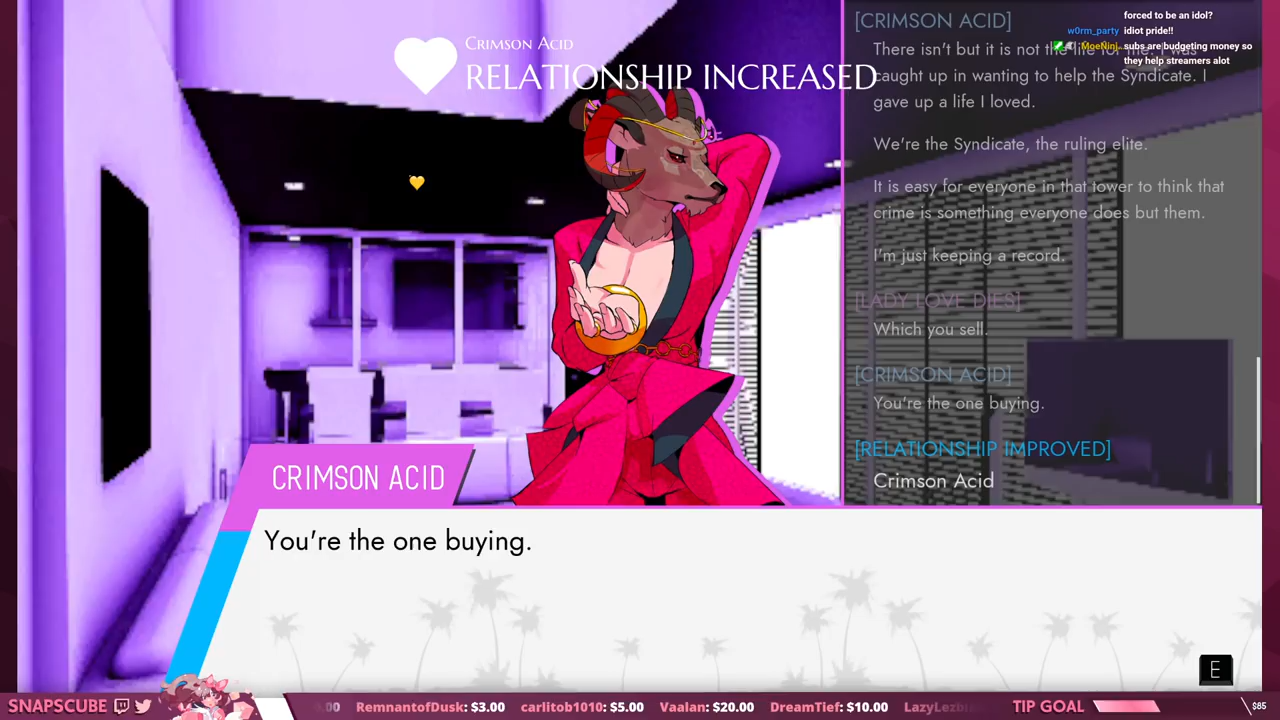 Crimson Acid
RELATIONSHIP INCREASED
[CRIMSON ACID]
There isn't but it is not the life for me. I was
caught up in wanting to help the Syndicate. I
gave up a life I loved.
We're the Syndicate, the ruling elite.
It is easy for everyone in that tower to think that
crime is something everyone does but them.
I'm just keeping a record.
[LADY LOVE DIES]
Which you sell.
[CRIMSON ACID]
You're the one buying.
[RELATIONSHIP IMPROVED]
Crimson Acid
forced to be an idol?
w0rm_party idiot pride!!
subs are budgeting money so
they help streamers alot
CRIMSON ACID
You're the one buying.
E
SNAPSCUBE
.00 RemnantofDusk: $3.00 carlitob1010: $5.00 Vaalan: $20.00 DreamTief: $10.00
TIP GOAL
$85